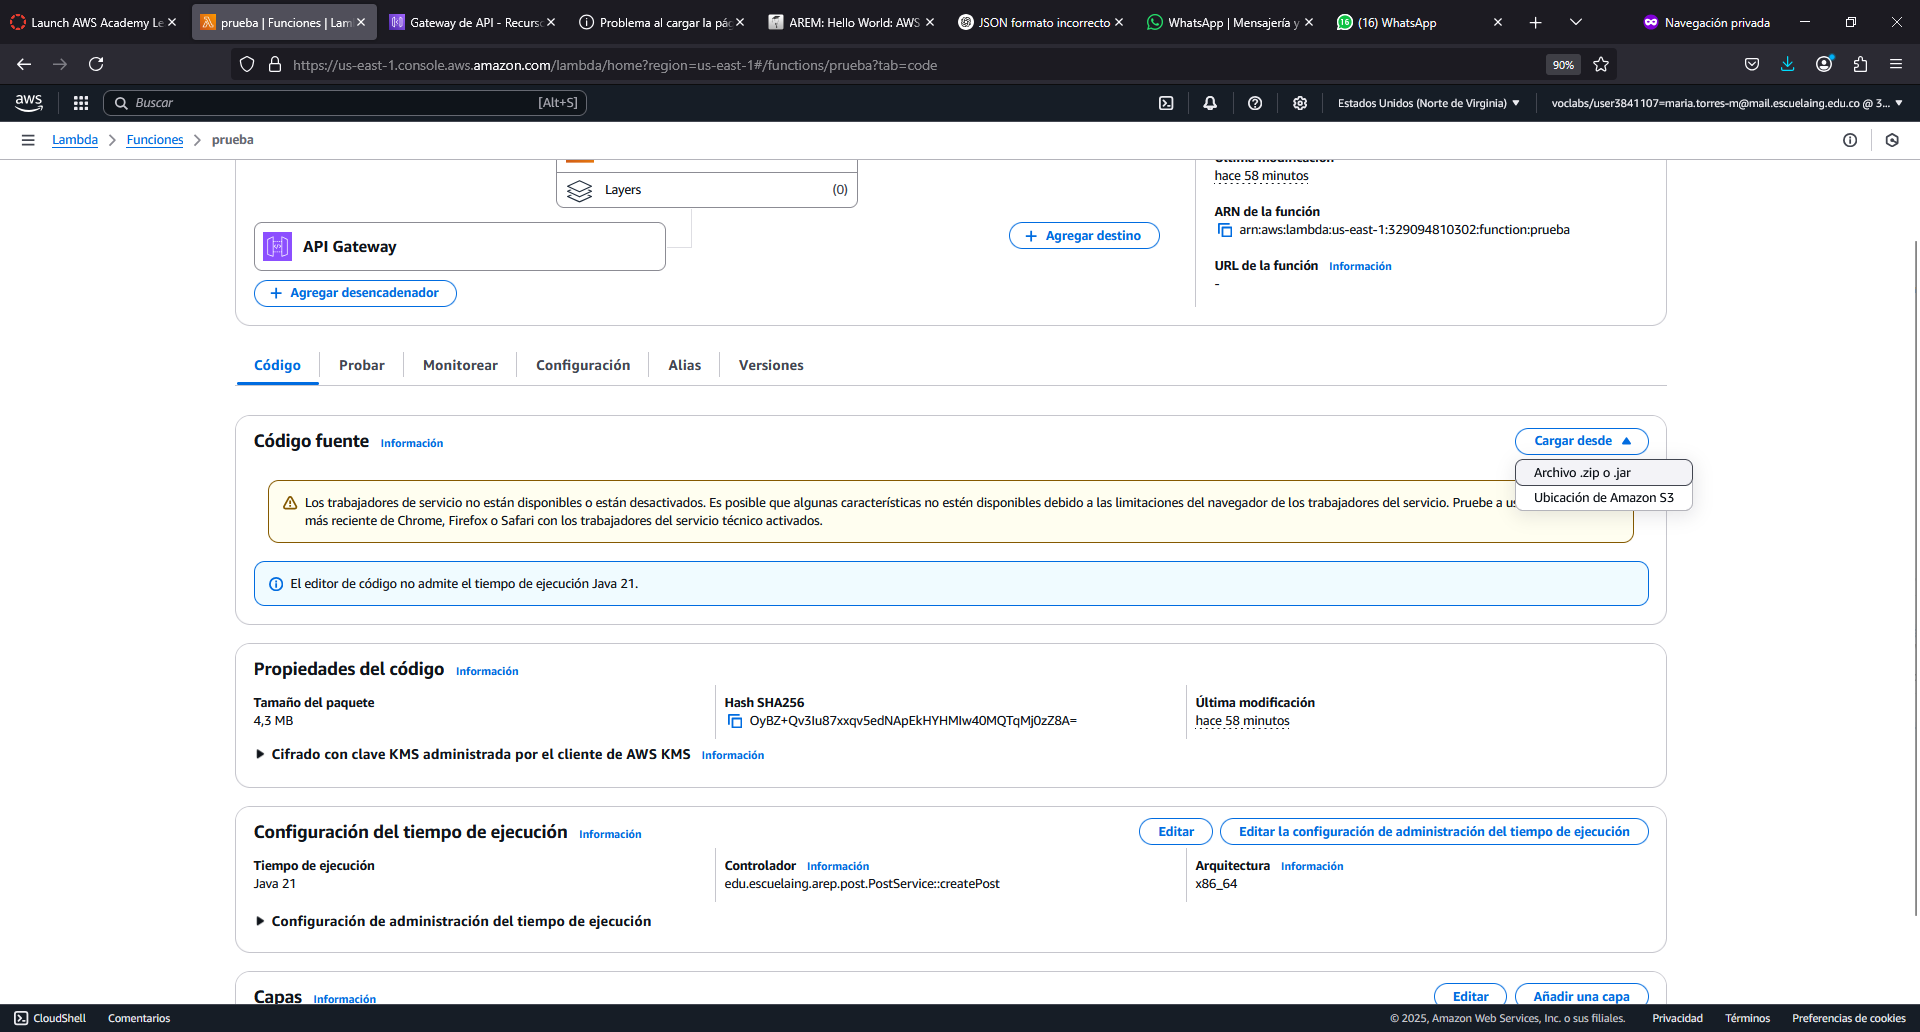 Launch AWS Academy Le
prueba | Funciones | Lam
Gateway de API - Recurso
Problema al cargar la pág
AREM: Hello World: AWS
JSON formato incorrecto
WhatsApp | Mensajería y
(16) WhatsApp
Navegación privada
https://us-east-1.console.aws.amazon.com/lambda/home?region=us-east-1#/functions/prueba?tab=code
90%
aws
Buscar
[Alt+S]
Estados Unidos (Norte de Virginia)
voclabs/user3841107=maria.torres-m@mail.escuelaing.edu.co @ 3...
Lambda
Funciones
prueba
Última modificación
hace 58 minutos
Layers
(0)
ARN de la función
arn:aws:lambda:us-east-1:329094810302:function:prueba
API Gateway
Agregar destino
URL de la función
Información
-
Agregar desencadenador
Código
Probar
Monitorear
Configuración
Alias
Versiones
Código fuente
Información
Cargar desde
Archivo .zip o .jar
Ubicación de Amazon S3
Los trabajadores de servicio no están disponibles o están desactivados. Es posible que algunas características no estén disponibles debido a las limitaciones del navegador de los trabajadores del servicio. Pruebe a us
más reciente de Chrome, Firefox o Safari con los trabajadores del servicio técnico activados.
El editor de código no admite el tiempo de ejecución Java 21.
Propiedades del código
Información
Tamaño del paquete
4,3 MB
Hash SHA256
OyBZ+Qv3Iu87xxqv5edNApEkHYHMIw40MQTqMj0zZ8A=
Última modificación
hace 58 minutos
Cifrado con clave KMS administrada por el cliente de AWS KMS
Información
Configuración del tiempo de ejecución
Información
Editar
Editar la configuración de administración del tiempo de ejecución
Tiempo de ejecución
Java 21
Controlador
Información
edu.escuelaing.arep.post.PostService::createPost
Arquitectura
Información
x86_64
Configuración de administración del tiempo de ejecución
Capas
Información
Editar
Añadir una capa
CloudShell
Comentarios
© 2025, Amazon Web Services, Inc. o sus filiales.
Privacidad
Términos
Preferencias de cookies